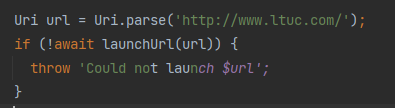 Uri url = Uri.parse('http://www.ltuc.com/');
if (!await launchUrl(url)) {
throw 'Could not launch $url';
}